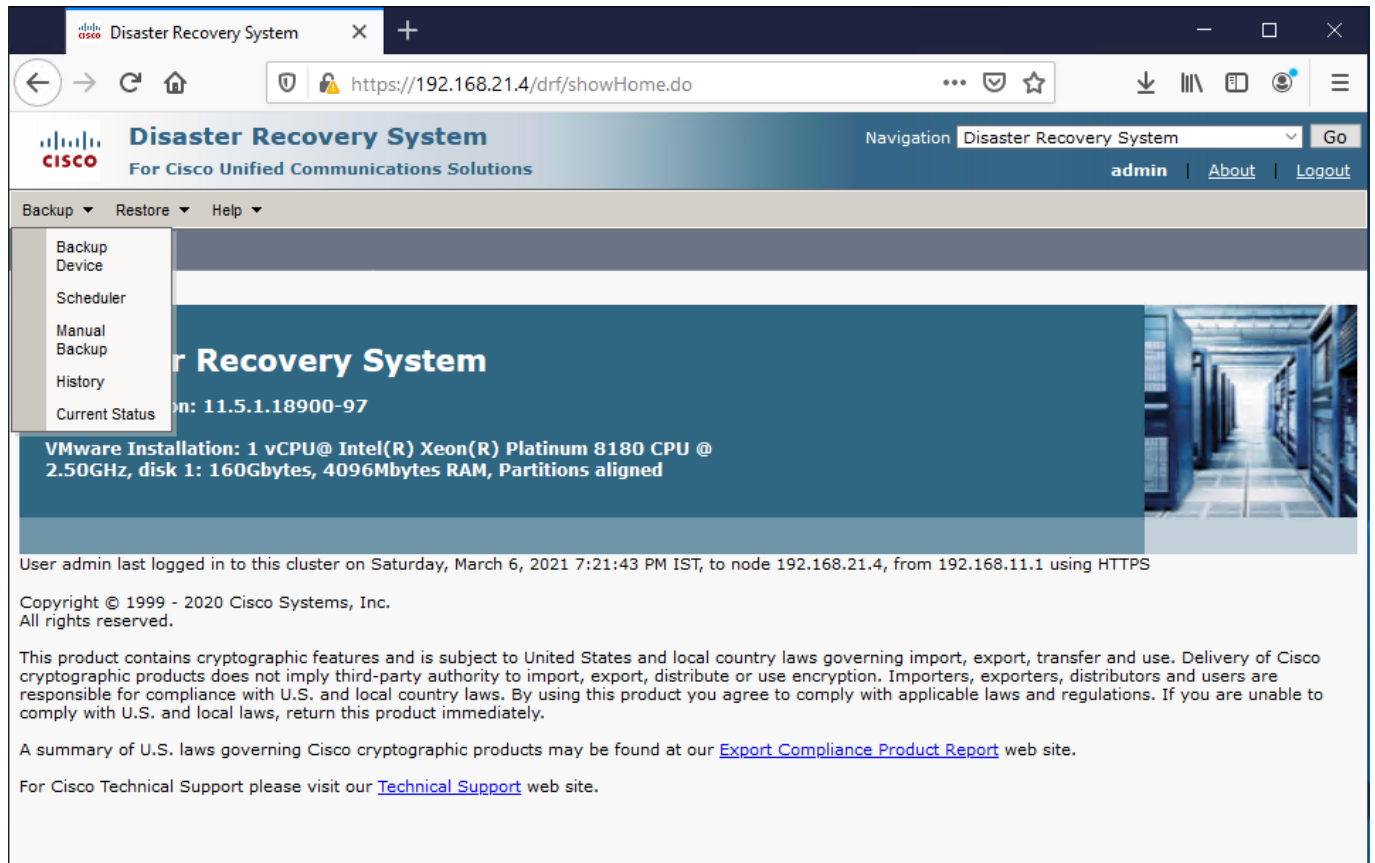 cisco Disaster Recovery System
https://192.168.21.4/drf/showHome.do
cisco
Disaster Recovery System
For Cisco Unified Communications Solutions
Navigation Disaster Recovery System Go
admin | About | Logout
Backup Restore Help
Backup
Device
Scheduler
Manual
Backup
History
Current Status
r Recovery System
on: 11.5.1.18900-97
VMware Installation: 1 vCPU@ Intel(R) Xeon(R) Platinum 8180 CPU @
2.50GHz, disk 1: 160Gbytes, 4096Mbytes RAM, Partitions aligned
User admin last logged in to this cluster on Saturday, March 6, 2021 7:21:43 PM IST, to node 192.168.21.4, from 192.168.11.1 using HTTPS
Copyright © 1999 - 2020 Cisco Systems, Inc.
All rights reserved.
This product contains cryptographic features and is subject to United States and local country laws governing import, export, transfer and use. Delivery of Cisco
cryptographic products does not imply third-party authority to import, export, distribute or use encryption. Importers, exporters, distributors and users are
responsible for compliance with U.S. and local country laws. By using this product you agree to comply with applicable laws and regulations. If you are unable to
comply with U.S. and local laws, return this product immediately.
A summary of U.S. laws governing Cisco cryptographic products may be found at our Export Compliance Product Report web site.
For Cisco Technical Support please visit our Technical Support web site.